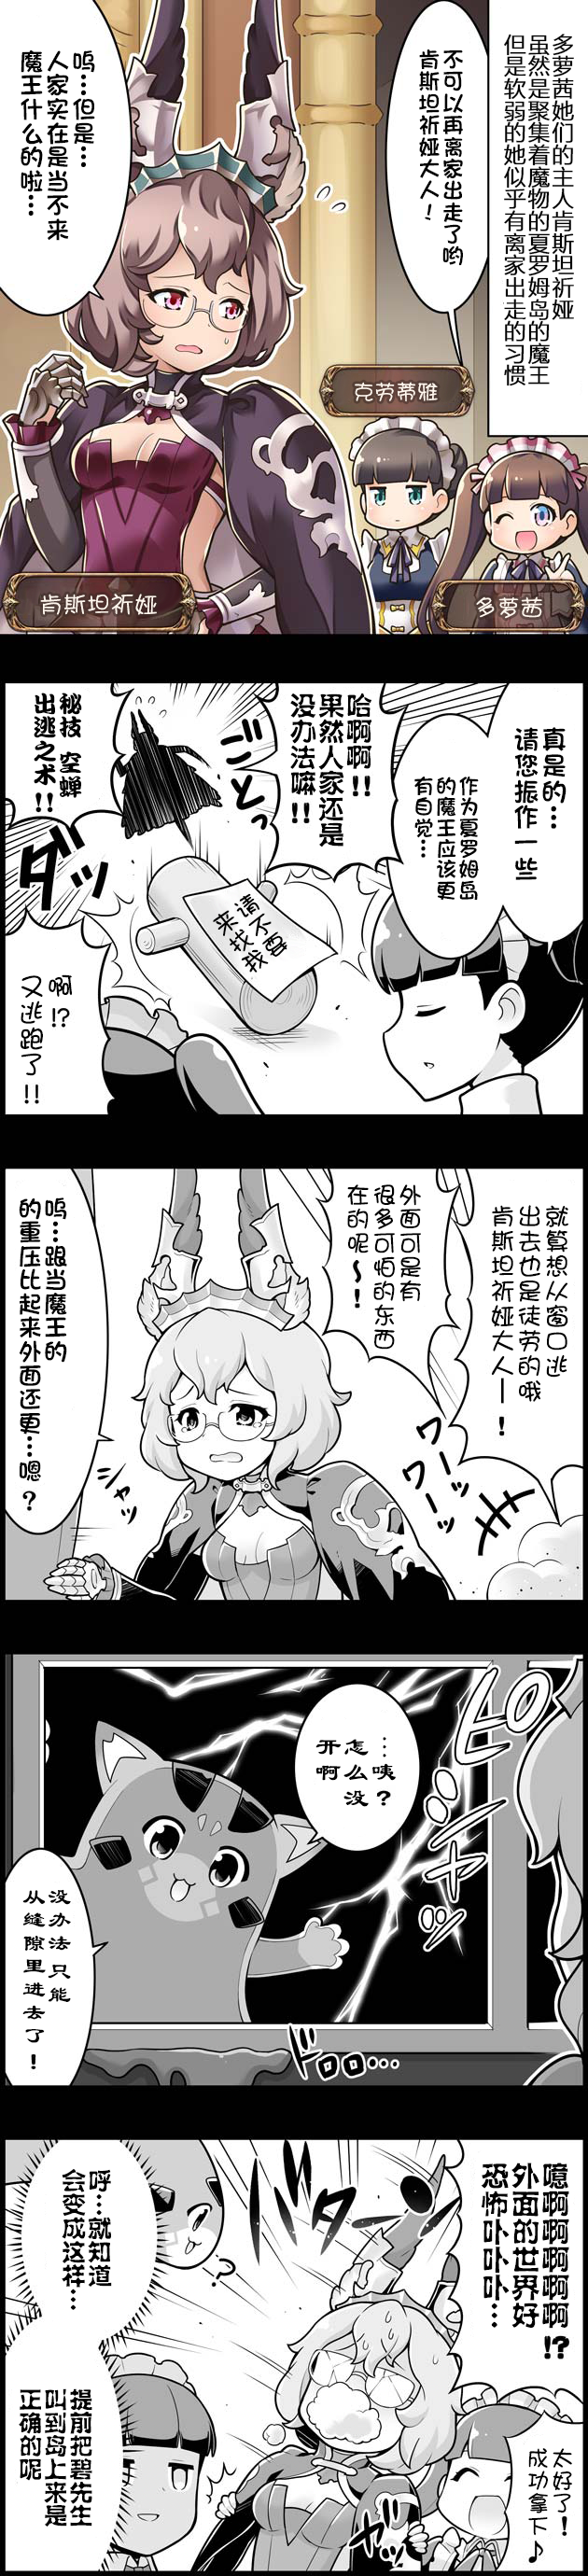 多萝茜她们的主人肯斯坦祈娅
虽然是聚集着魔物的夏罗姆岛的魔王
但是软弱的她似乎有离家出走的习惯
不可以再离家出走了哟
肯斯坦祈娅大人！
呜…但是…
人家实在是当不来
魔王什么的啦…
克劳蒂雅
多萝茜
肯斯坦祈娅
真是的…
请您振作一些
作为夏罗姆岛
的魔王应该更
有自觉…
哈啊啊!!
果然人家还是
没办法嘛!!
ごとっ
秘技 空蝉
出逃之术!!
ダッ
请不要
来找我
啊!?
又逃跑了!!
就算想从窗口逃
出去也是徒劳的哦
肯斯坦祈娅大人—！
外面可是有
很多可怕的东西
在的呢～！
ワーッ
ワーッ
シャッ
呜…跟当魔王的
的重压比起来外面还更…嗯？
ピシャァン
…咦？
怎么没
开啊
没办法 只能
从缝隙里进去了！
ドロロ…
噫啊啊啊啊啊!?
外面的世界好
恐怖卟卟卟…
呼…就知道
会变成这样…
?
太好了！
成功拿下♪
提前把碧先生
叫到岛上来是
正确的呢